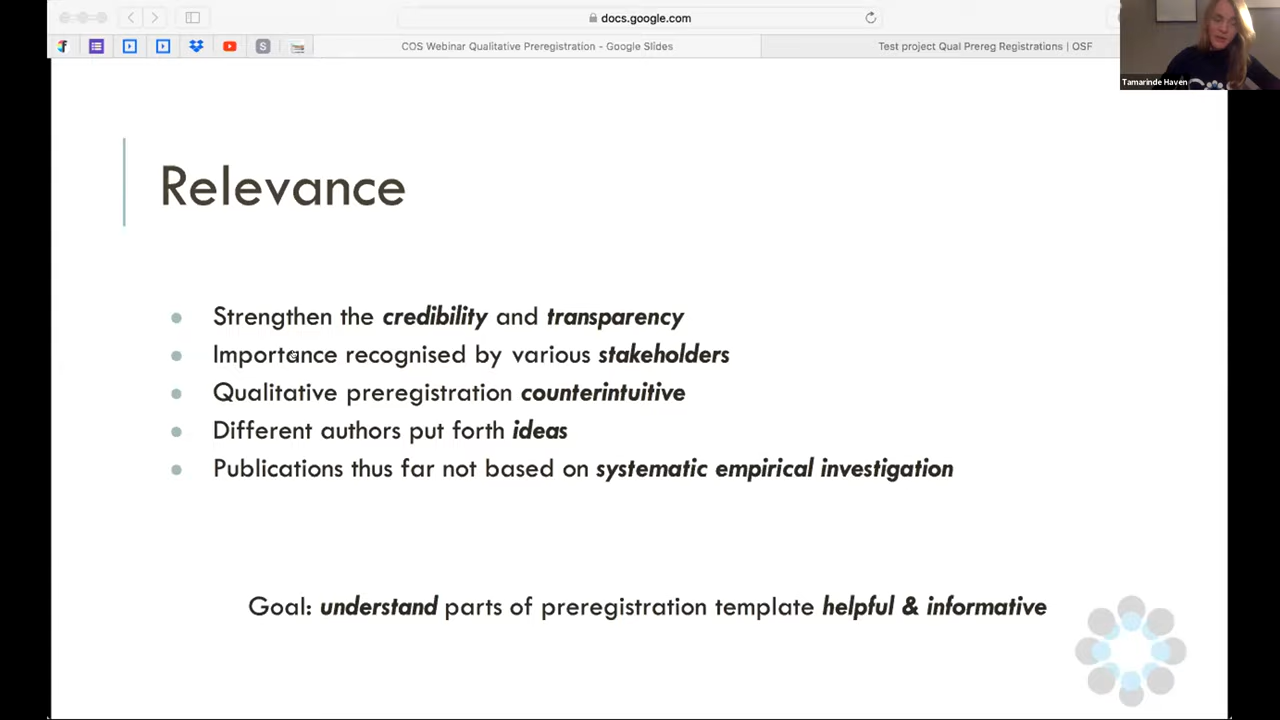 docs.google.com
S
COS Webinar Qualitative Preregistration - Google Slides
Test project Qual Prereg Registrations | OSF
Tamarinde Haven
Relevance
Strengthen the credibility and transparency
Importance recognised by various stakeholders
Qualitative preregistration counterintuitive
Different authors put forth ideas
Publications thus far not based on systematic empirical investigation
Goal: understand parts of preregistration template helpful & informative